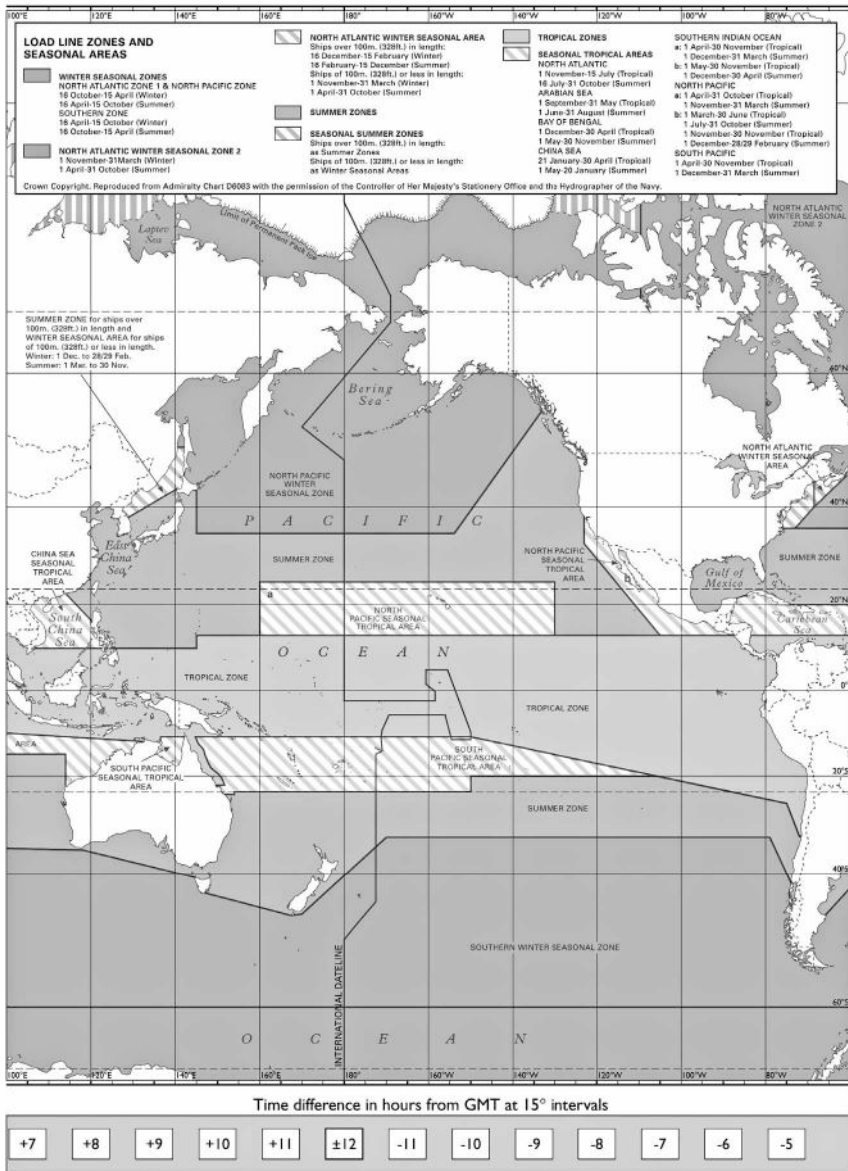 LOAD LINE ZONES AND
SEASONAL AREAS
WINTER SEASONAL ZONES
NORTH ATLANTIC ZONE 1 & NORTH PACIFIC ZONE
16 October-15 April (Winter)
16 April-15 October (Summer)
SOUTHERN ZONE
16 April-15 October (Winter)
16 October-15 April (Summer)
NORTH ATLANTIC WINTER SEASONAL ZONE 2
1 November-31March (Winter)
1 April-31 October (Summer)
NORTH ATLANTIC WINTER SEASONAL AREA
Ships over 100m. (328ft.) in length:
16 December-15 February (Winter)
16 February-15 December (Summer)
Ships of 100m. (328ft.) or less in length:
1 November-31 March (Winter)
1 April-31 October (Summer)
SUMMER ZONES
SEASONAL SUMMER ZONES
Ships over 100m. (328ft.) in length:
as Summer Zones
Ships of 100m. (328ft.) or less in length:
as Winter Seasonal Areas
TROPICAL ZONES
SEASONAL TROPICAL AREAS
NORTH ATLANTIC
1 November-15 July (Tropical)
16 July-31 October (Summer)
ARABIAN SEA
1 September-31 May (Tropical)
1 June-31 August (Summer)
BAY OF BENGAL
1 December-30 April (Tropical)
1 May-30 November (Summer)
CHINA SEA
21 January-30 April (Tropical)
1 May-20 January (Summer)
SOUTHERN INDIAN OCEAN
a: 1 April-30 November (Tropical)
1 December-31 March (Summer)
b: 1 May-30 November (Tropical)
1 December-30 April (Summer)
NORTH PACIFIC
a: 1 April-31 October (Tropical)
1 November-31 March (Summer)
b: 1 March-30 June (Tropical)
1 July-31 October (Summer)
1 November-30 November (Tropical)
1 December-28/29 February (Summer)
SOUTH PACIFIC
1 April-30 November (Tropical)
1 December-31 March (Summer)
Crown Copyright. Reproduced from Admiralty Chart D6083 with the permission of the Controller of Her Majesty's Stationery Office and the Hydrographer of the Navy.
Laptev
Sea
Limit of Permanent Pack Ice
NORTH ATLANTIC
WINTER SEASONAL
ZONE 2
SUMMER ZONE for ships over
100m. (328ft.) in length and
WINTER SEASONAL AREA for ships
of 100m. (328ft.) or less in length.
Winter: 1 Dec. to 28/29 Feb.
Summer: 1 Mar. to 30 Nov.
60°N
Bering
Sea
NORTH ATLANTIC
WINTER SEASONAL
AREA
NORTH PACIFIC
WINTER
SEASONAL ZONE
40°N
PACIFIC
East
China
Sea
CHINA SEA
SEASONAL
TROPICAL
AREA
SUMMER ZONE
NORTH PACIFIC
SEASONAL
TROPICAL
AREA
b
Gulf of
Mexico
SUMMER ZONE
a
20°N
South
China
Sea
NORTH
PACIFIC SEASONAL
TROPICAL AREA
Caribbean
Sea
OCEAN
TROPICAL ZONE
0°
TROPICAL ZONE
AREA
SOUTH PACIFIC
SEASONAL TROPICAL
AREA
SOUTH
PACIFIC SEASONAL
TROPICAL AREA
20°S
SUMMER ZONE
40°S
SOUTHERN WINTER SEASONAL ZONE
INTERNATIONAL DATELINE
60°S
OCEAN
100°E
120°E
140°E
160°E
180°
160°W
140°W
120°W
100°W
80°W
Time difference in hours from GMT at 15° intervals
+7 +8 +9 +10 +11 ±12 -11 -10 -9 -8 -7 -6 -5